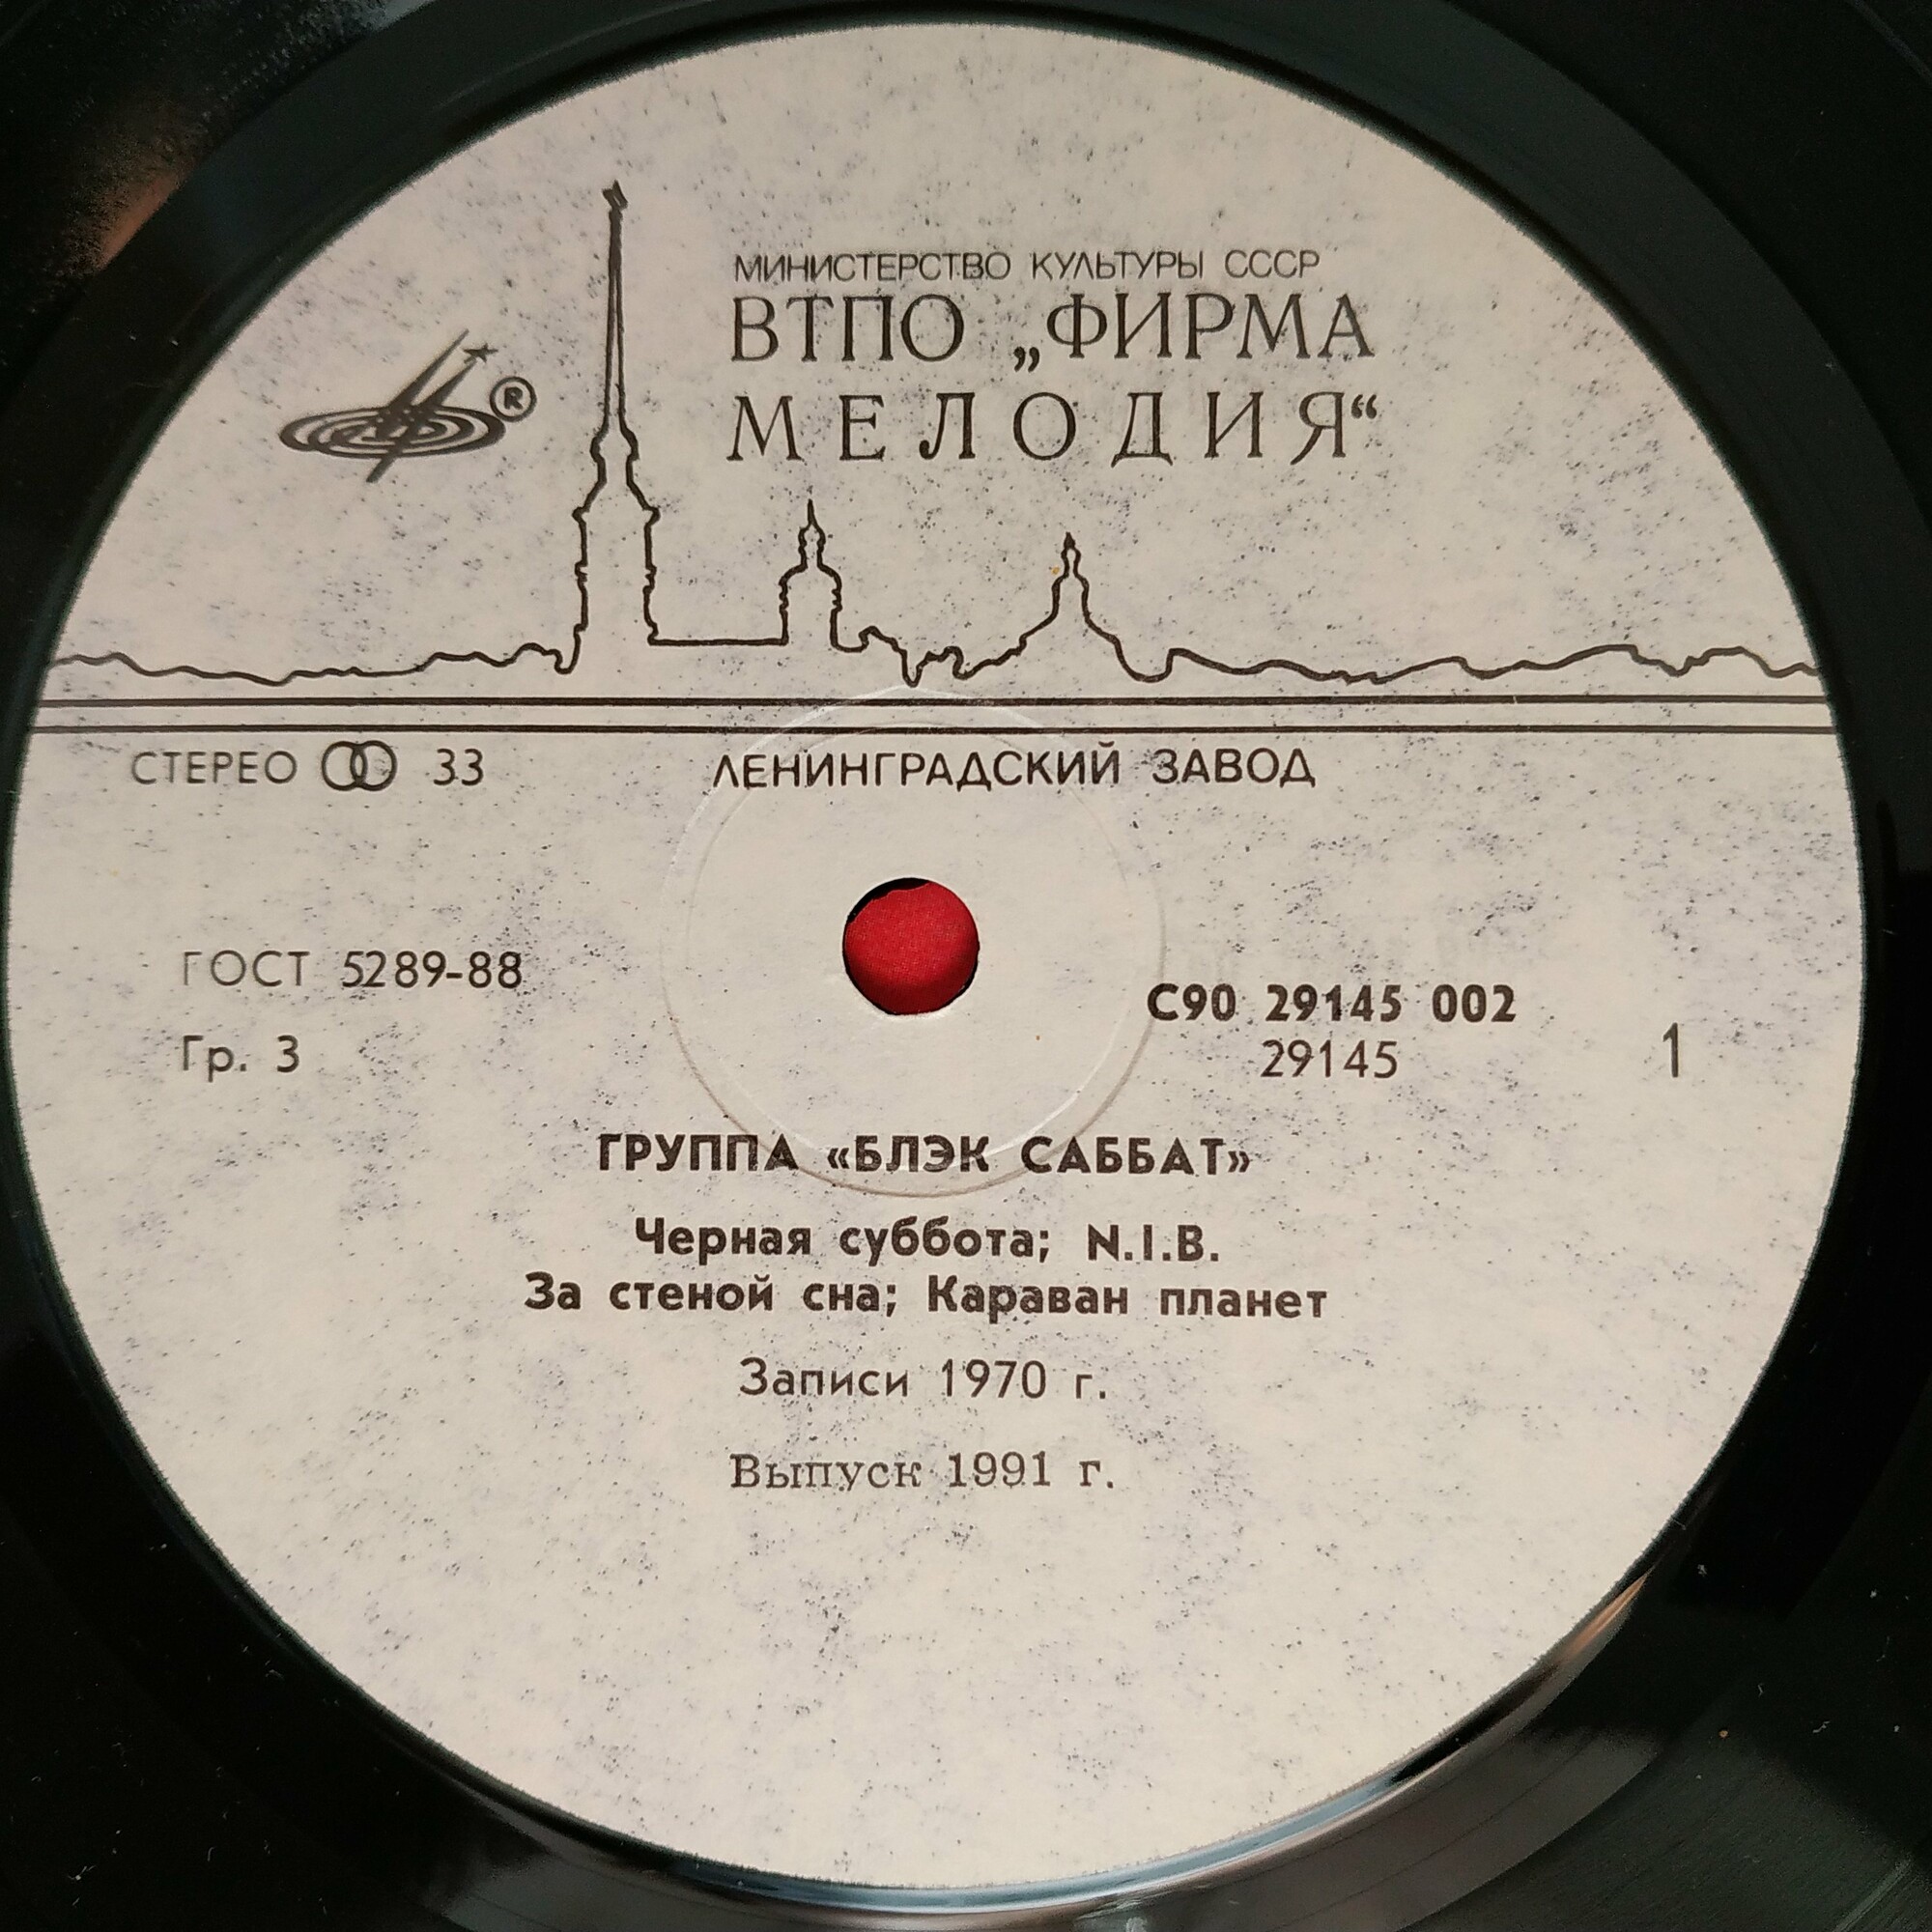 МИНИСТЕРСТВО КУЛЬТУРЫ СССР
ВТПО „ФИРМА
МЕЛОДИЯ“
®
СТЕРЕО 33
ЛЕНИНГРАДСКИЙ ЗАВОД
ГОСТ 5289-88
Гр. 3
С90 29145 002
29145
1
ГРУППА «БЛЭК САББАТ»
Черная суббота; N.I.B.
За стеной сна; Караван планет
Записи 1970 г.
Выпуск 1991 г.